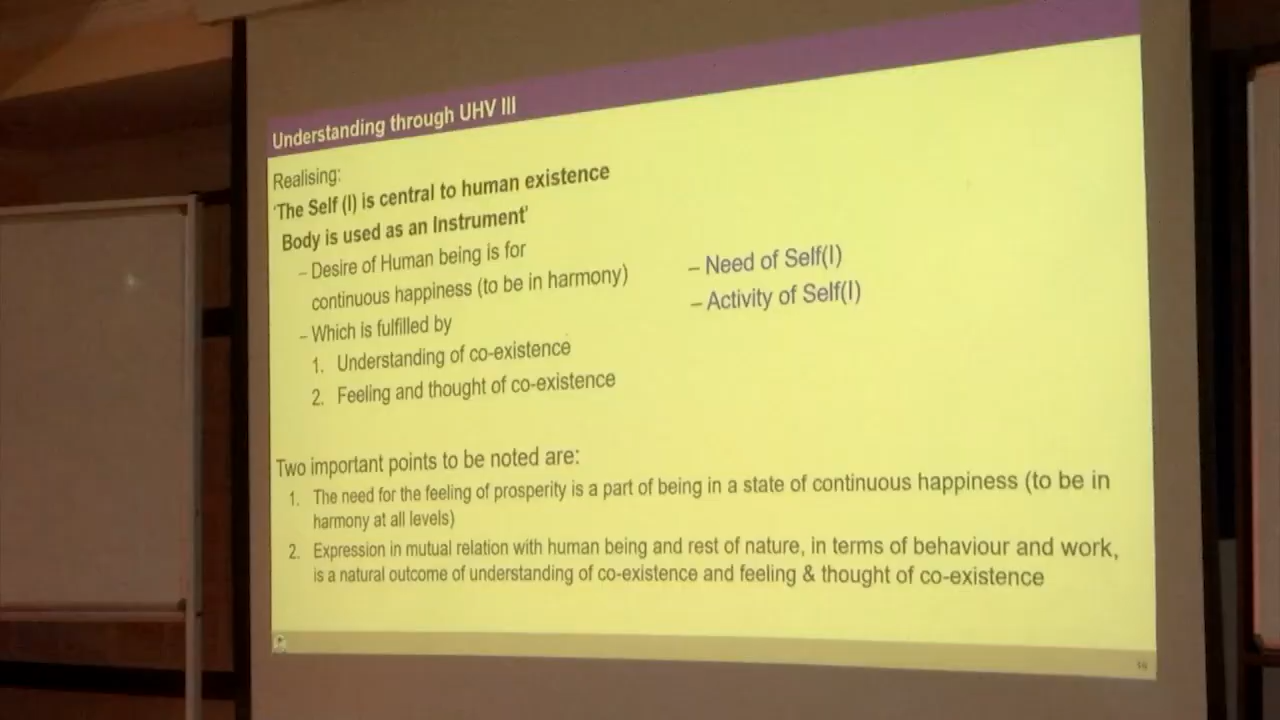 Understanding through UHV III
Realising:
'The Self (I) is central to human existence
Body is used as an Instrument'
– Desire of Human being is for
continuous happiness (to be in harmony)
– Need of Self(I)
– Activity of Self(I)
– Which is fulfilled by
1. Understanding of co-existence
2. Feeling and thought of co-existence
Two important points to be noted are:
1. The need for the feeling of prosperity is a part of being in a state of continuous happiness (to be in
harmony at all levels)
2. Expression in mutual relation with human being and rest of nature, in terms of behaviour and work,
is a natural outcome of understanding of co-existence and feeling & thought of co-existence